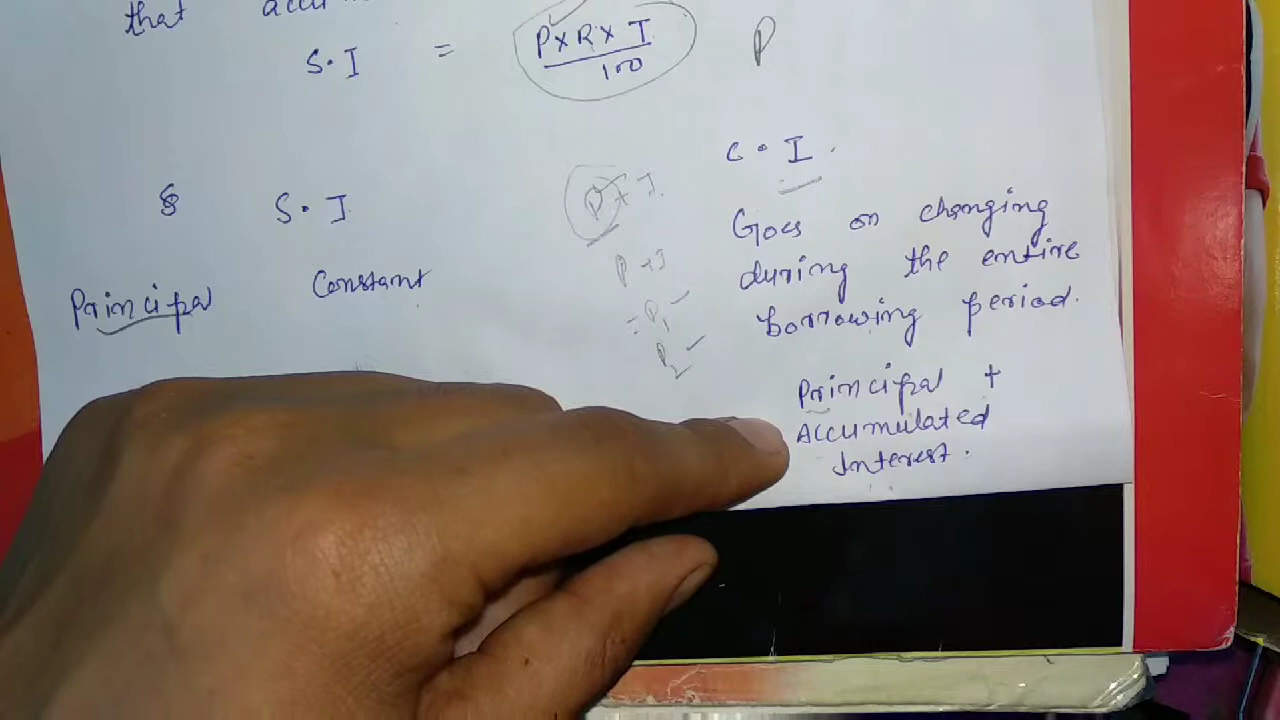 that
S.I = P×R×T
100
P
C.I.
§ S.I
P+I.
Goes on changing
Principal Constant
P+I
during the entire
= P1
borrowing period.
P2
Principal +
Accumulated
Interest.